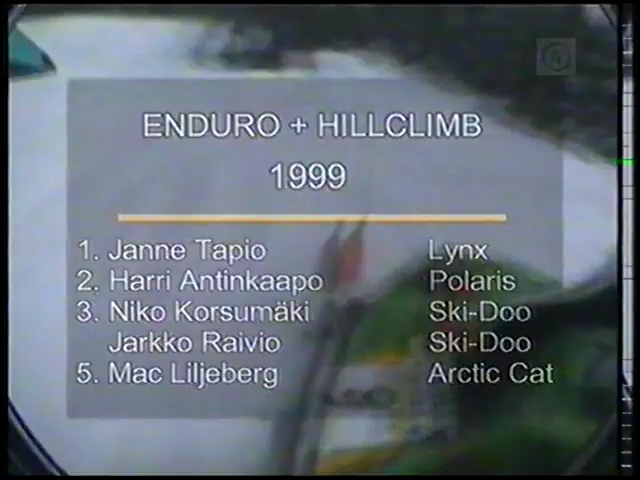 ENDURO + HILLCLIMB
1999
1. Janne Tapio Lynx
2. Harri Antinkaapo Polaris
3. Niko Korsumäki Ski-Doo
Jarkko Raivio Ski-Doo
5. Mac Liljeberg Arctic Cat